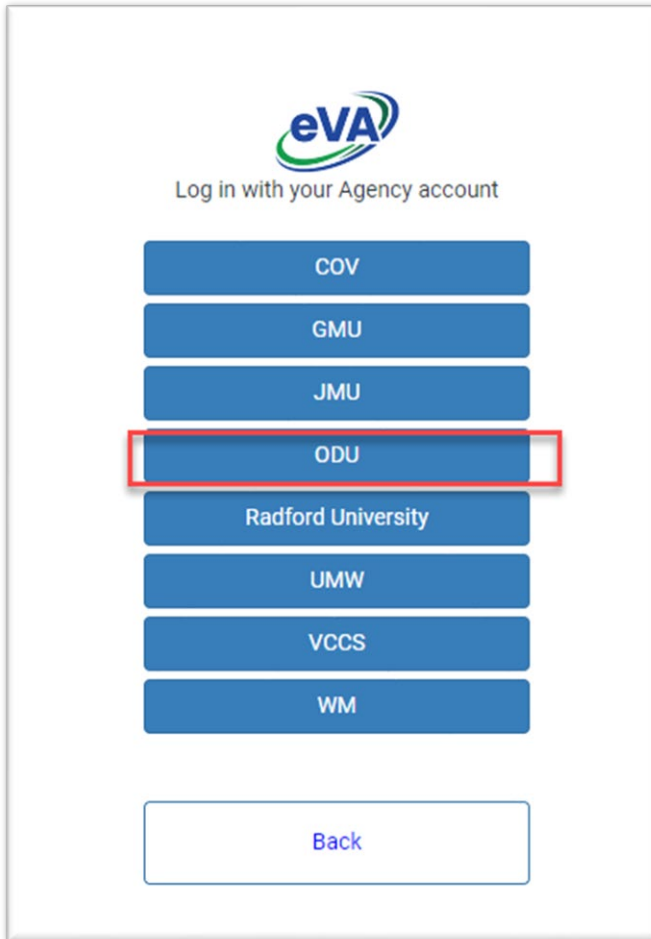 eVA
Log in with your Agency account
COV
GMU
JMU
ODU
Radford University
UMW
VCCS
WM
Back